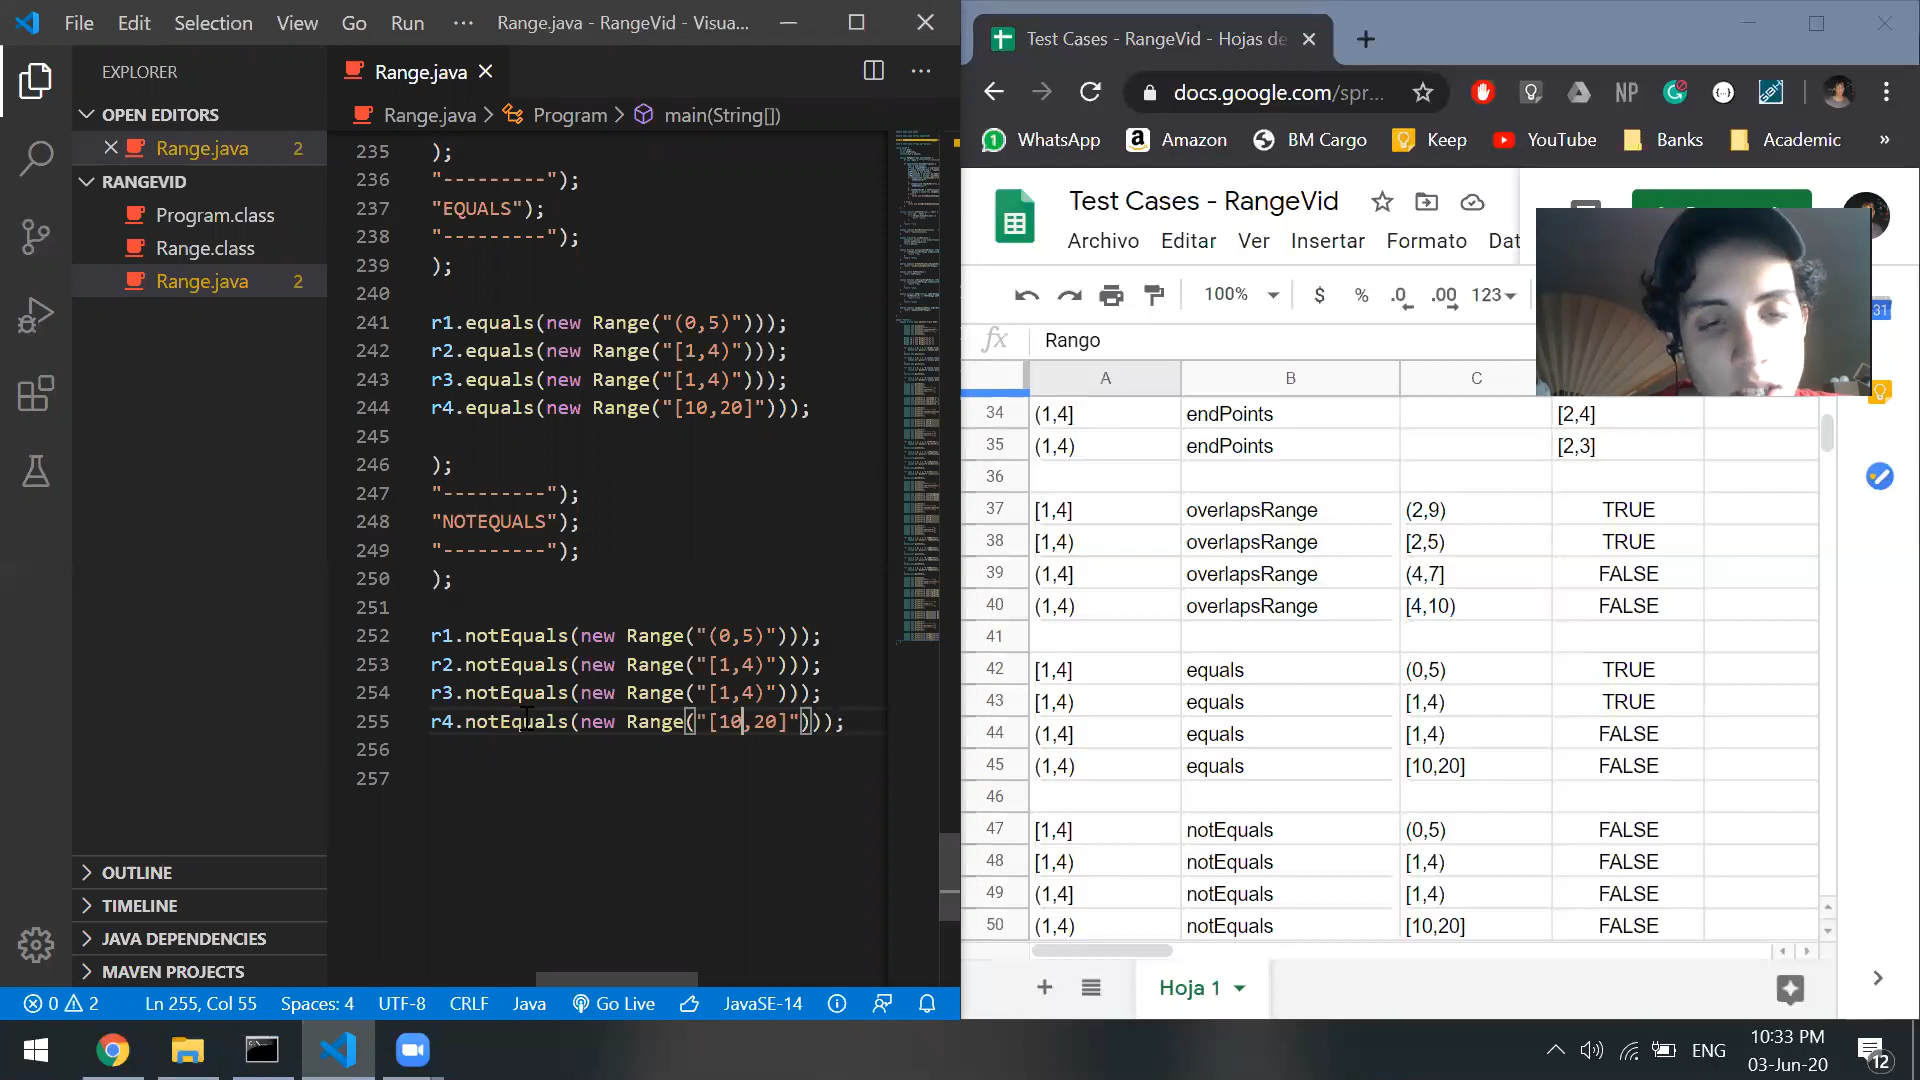 File Edit Selection View Go Run ··· Range.java - RangeVid - Visua...
EXPLORER
OPEN EDITORS
Range.java 2
RANGEVID
Program.class
Range.class
Range.java 2
OUTLINE
TIMELINE
JAVA DEPENDENCIES
MAVEN PROJECTS
Range.java
Range.java > Program > main(String[])
235 );
236 "---------");
237 "EQUALS");
238 "---------");
239 );
240
241 r1.equals(new Range("(0,5)")));
242 r2.equals(new Range("[1,4)")));
243 r3.equals(new Range("[1,4)")));
244 r4.equals(new Range("[10,20]")));
245
246 );
247 "---------");
248 "NOTEQUALS");
249 "---------");
250 );
251
252 r1.notEquals(new Range("(0,5)")));
253 r2.notEquals(new Range("[1,4)")));
254 r3.notEquals(new Range("[1,4)")));
255 r4.notEquals(new Range("[10,20]")));
256
257
0 2 Ln 255, Col 55 Spaces: 4 UTF-8 CRLF Java Go Live JavaSE-14
Test Cases - RangeVid - Hojas de
docs.google.com/spr...
NP
WhatsApp Amazon BM Cargo Keep YouTube Banks Academic »
Test Cases - RangeVid
Archivo Editar Ver Insertar Formato Dat
100% $ % .0 .00 123
31
fx Rango
A B C
34 (1,4] endPoints [2,4]
35 (1,4) endPoints [2,3]
36
37 [1,4] overlapsRange (2,9) TRUE
38 [1,4) overlapsRange [2,5) TRUE
39 (1,4] overlapsRange (4,7] FALSE
40 (1,4) overlapsRange [4,10) FALSE
41
42 [1,4] equals (0,5) TRUE
43 [1,4) equals [1,4) TRUE
44 (1,4] equals [1,4) FALSE
45 (1,4) equals [10,20] FALSE
46
47 [1,4] notEquals (0,5) FALSE
48 [1,4) notEquals [1,4) FALSE
49 (1,4] notEquals [1,4) FALSE
50 (1,4) notEquals [10,20] FALSE
Hoja 1
ENG
10:33 PM
03-Jun-20
12